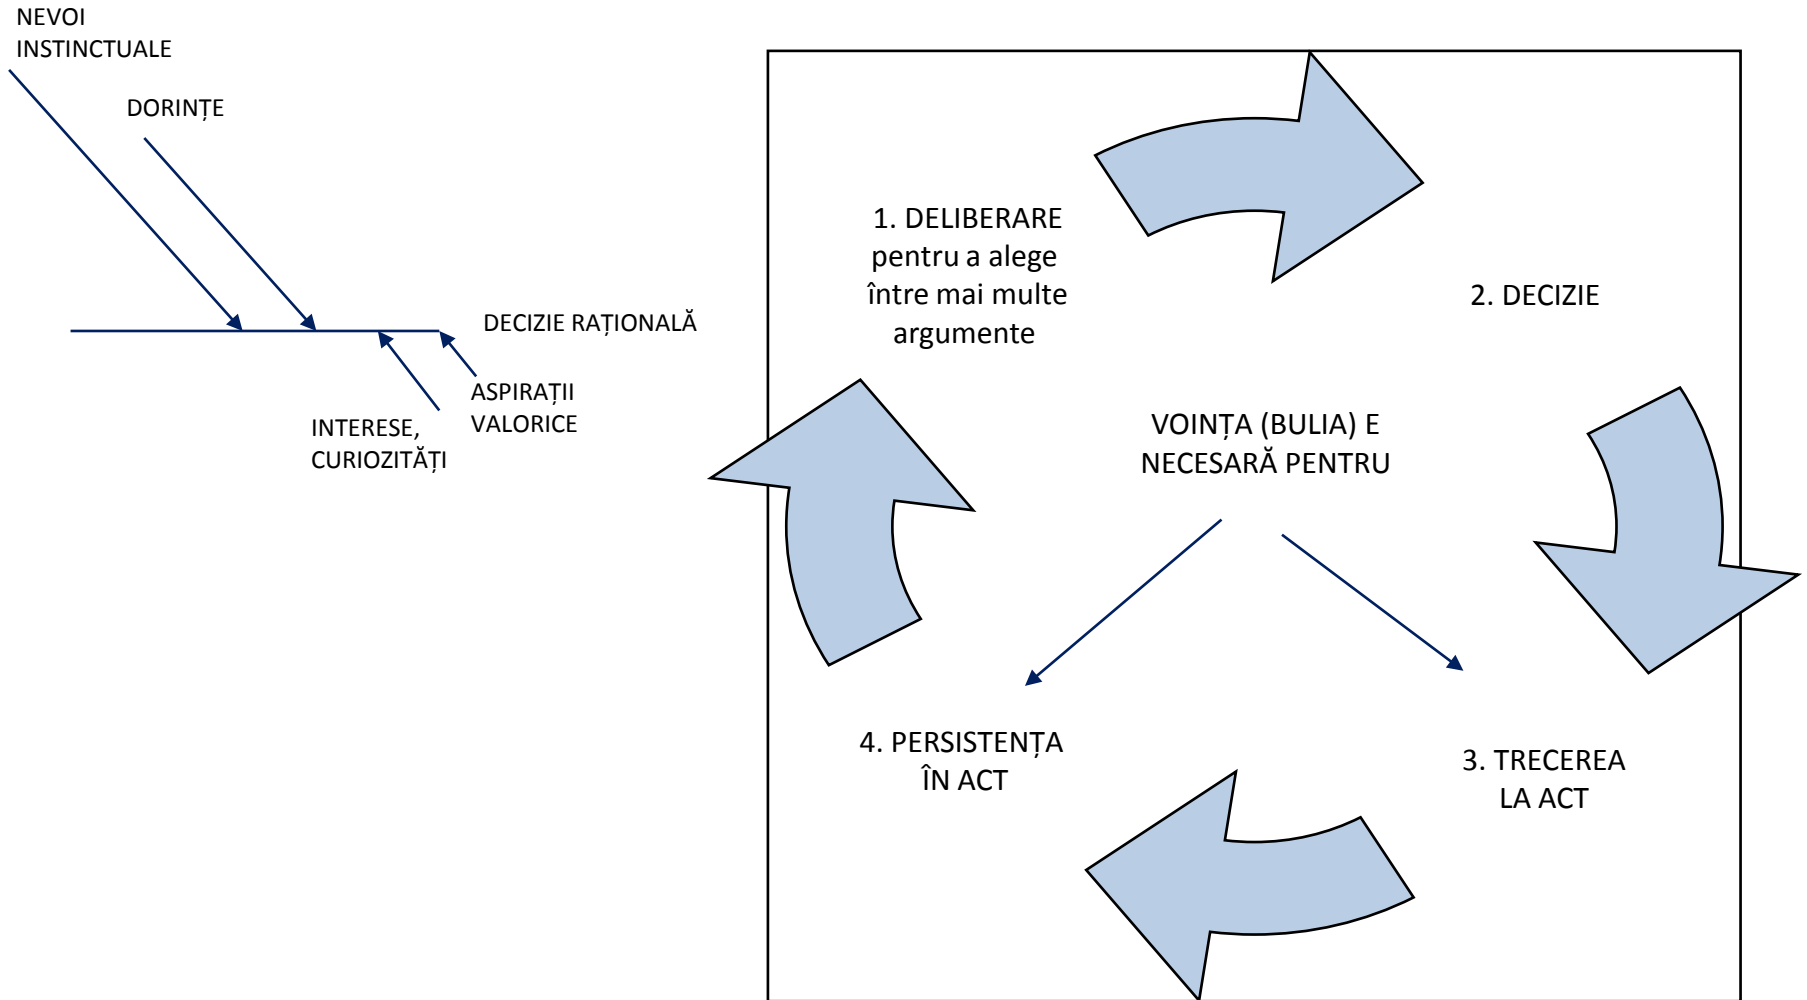 NEVOI
INSTINCTUALE
DORINȚE
DECIZIE RAȚIONALĂ
ASPIRAȚII
VALORICE
INTERESE,
CURIOZITĂȚI
1. DELIBERARE
pentru a alege
între mai multe
argumente
2. DECIZIE
VOINȚA (BULIA) E
NECESARĂ PENTRU
4. PERSISTENȚA
ÎN ACT
3. TRECEREA
LA ACT